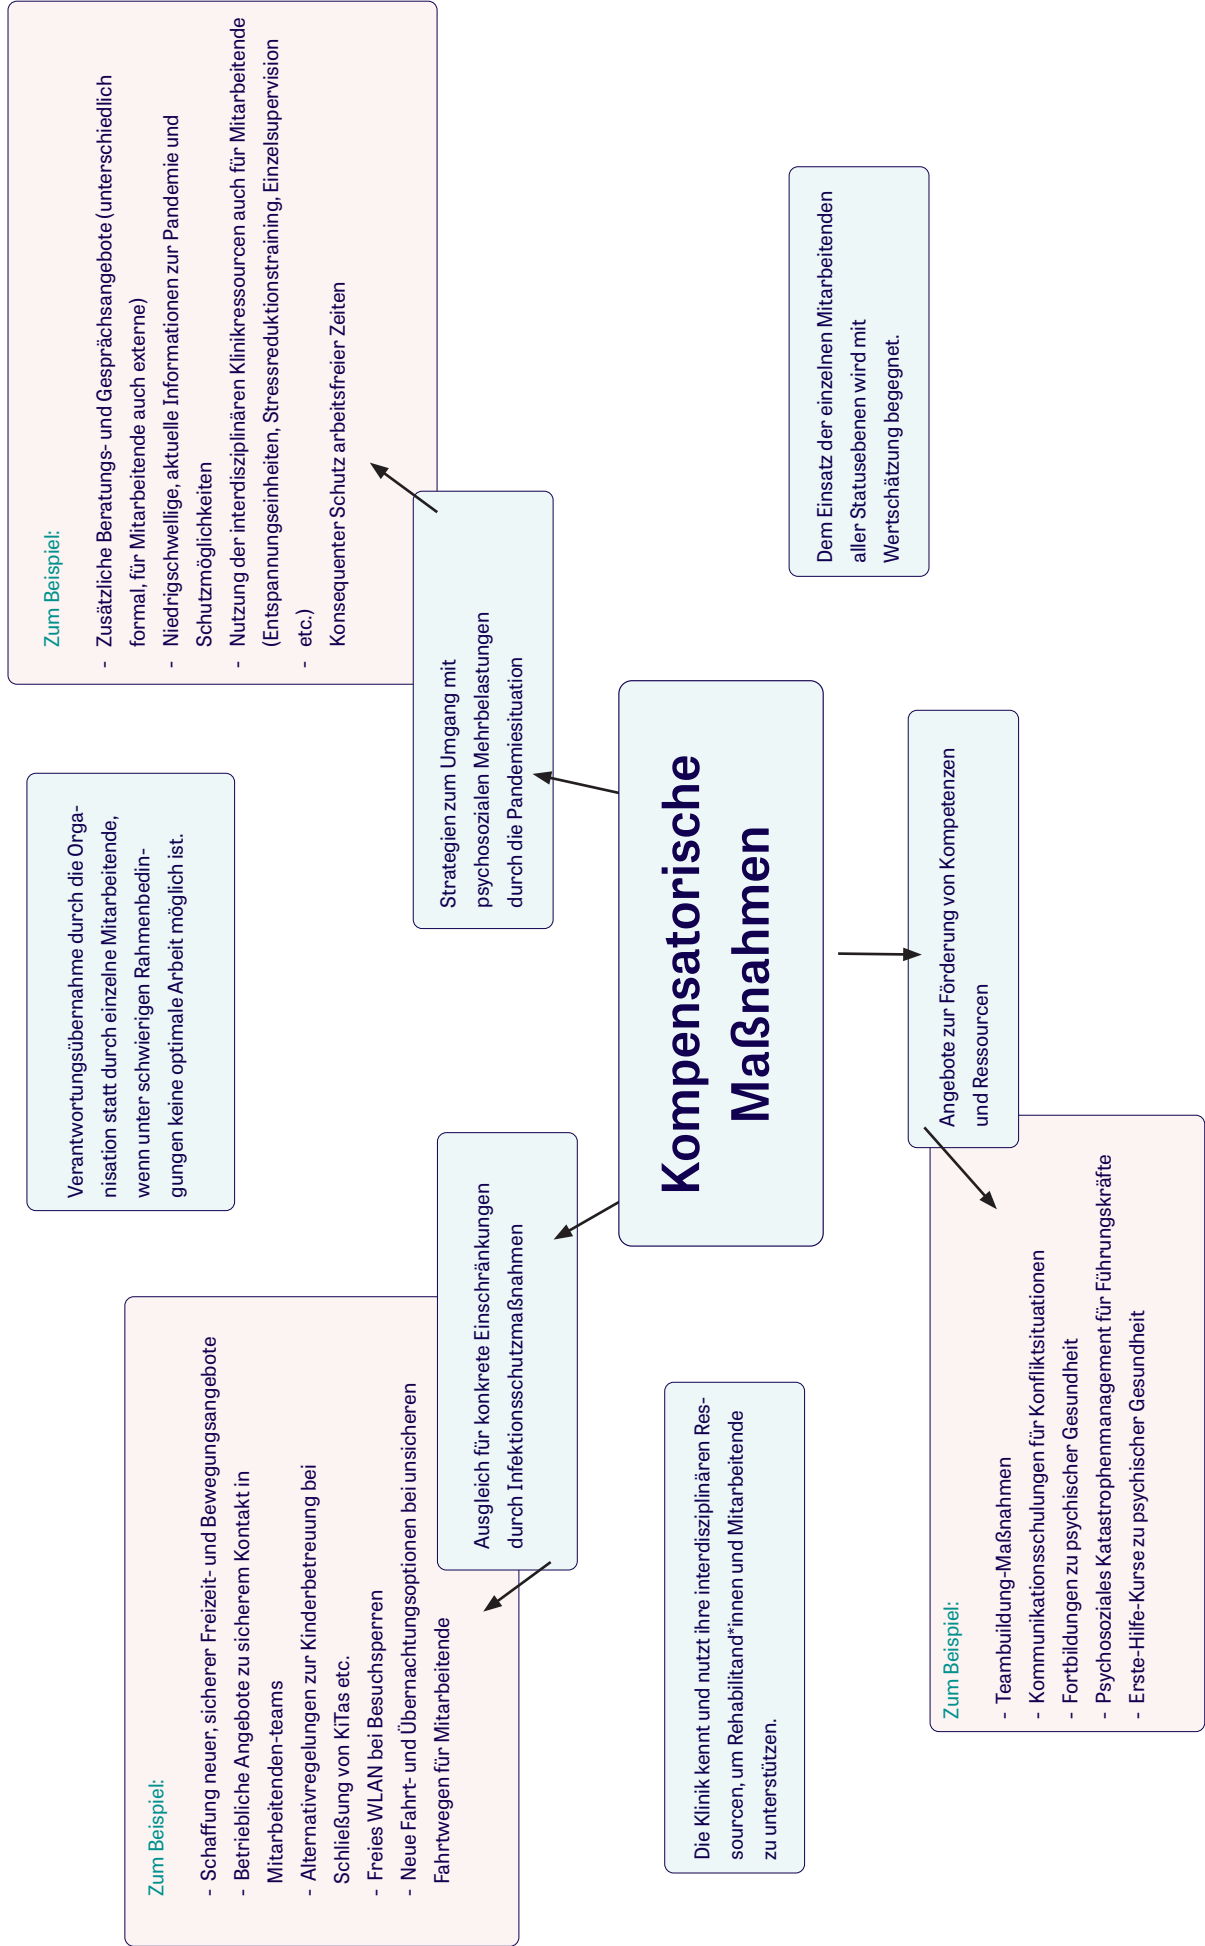 Kompensatorische
Maßnahmen
Ausgleich für konkrete Einschränkungen
durch Infektionsschutzmaßnahmen
Zum Beispiel:
- Schaffung neuer, sicherer Freizeit- und Bewegungsangebote
- Betriebliche Angebote zu sicherem Kontakt in
Mitarbeitenden-teams
- Alternativregelungen zur Kinderbetreuung bei
Schließung von KiTas etc.
- Freies WLAN bei Besuchsperren
- Neue Fahrt- und Übernachtungsoptionen bei unsicheren
Fahrtwegen für Mitarbeitende
Verantwortungsübernahme durch die Orga-
nisation statt durch einzelne Mitarbeitende,
wenn unter schwierigen Rahmenbedin-
gungen keine optimale Arbeit möglich ist.
Strategien zum Umgang mit
psychosozialen Mehrbelastungen
durch die Pandemiesituation
Zum Beispiel:
- Zusätzliche Beratungs- und Gesprächsangebote (unterschiedlich
formal, für Mitarbeitende auch externe)
- Niedrigschwellige, aktuelle Informationen zur Pandemie und
Schutzmöglichkeiten
- Nutzung der interdisziplinären Klinikressourcen auch für Mitarbeitende
(Entspannungseinheiten, Stressreduktionstraining, Einzelsupervision
- etc.)
Konsequenter Schutz arbeitsfreier Zeiten
Die Klinik kennt und nutzt ihre interdisziplinären Res-
sourcen, um Rehabilitand*innen und Mitarbeitende
zu unterstützen.
Dem Einsatz der einzelnen Mitarbeitenden
aller Statusebenen wird mit
Wertschätzung begegnet.
Angebote zur Förderung von Kompetenzen
und Ressourcen
Zum Beispiel:
- Teambuilding-Maßnahmen
- Kommunikationsschulungen für Konfliktsituationen
- Fortbildungen zu psychischer Gesundheit
- Psychosoziales Katastrophenmanagement für Führungskräfte
- Erste-Hilfe-Kurse zu psychischer Gesundheit